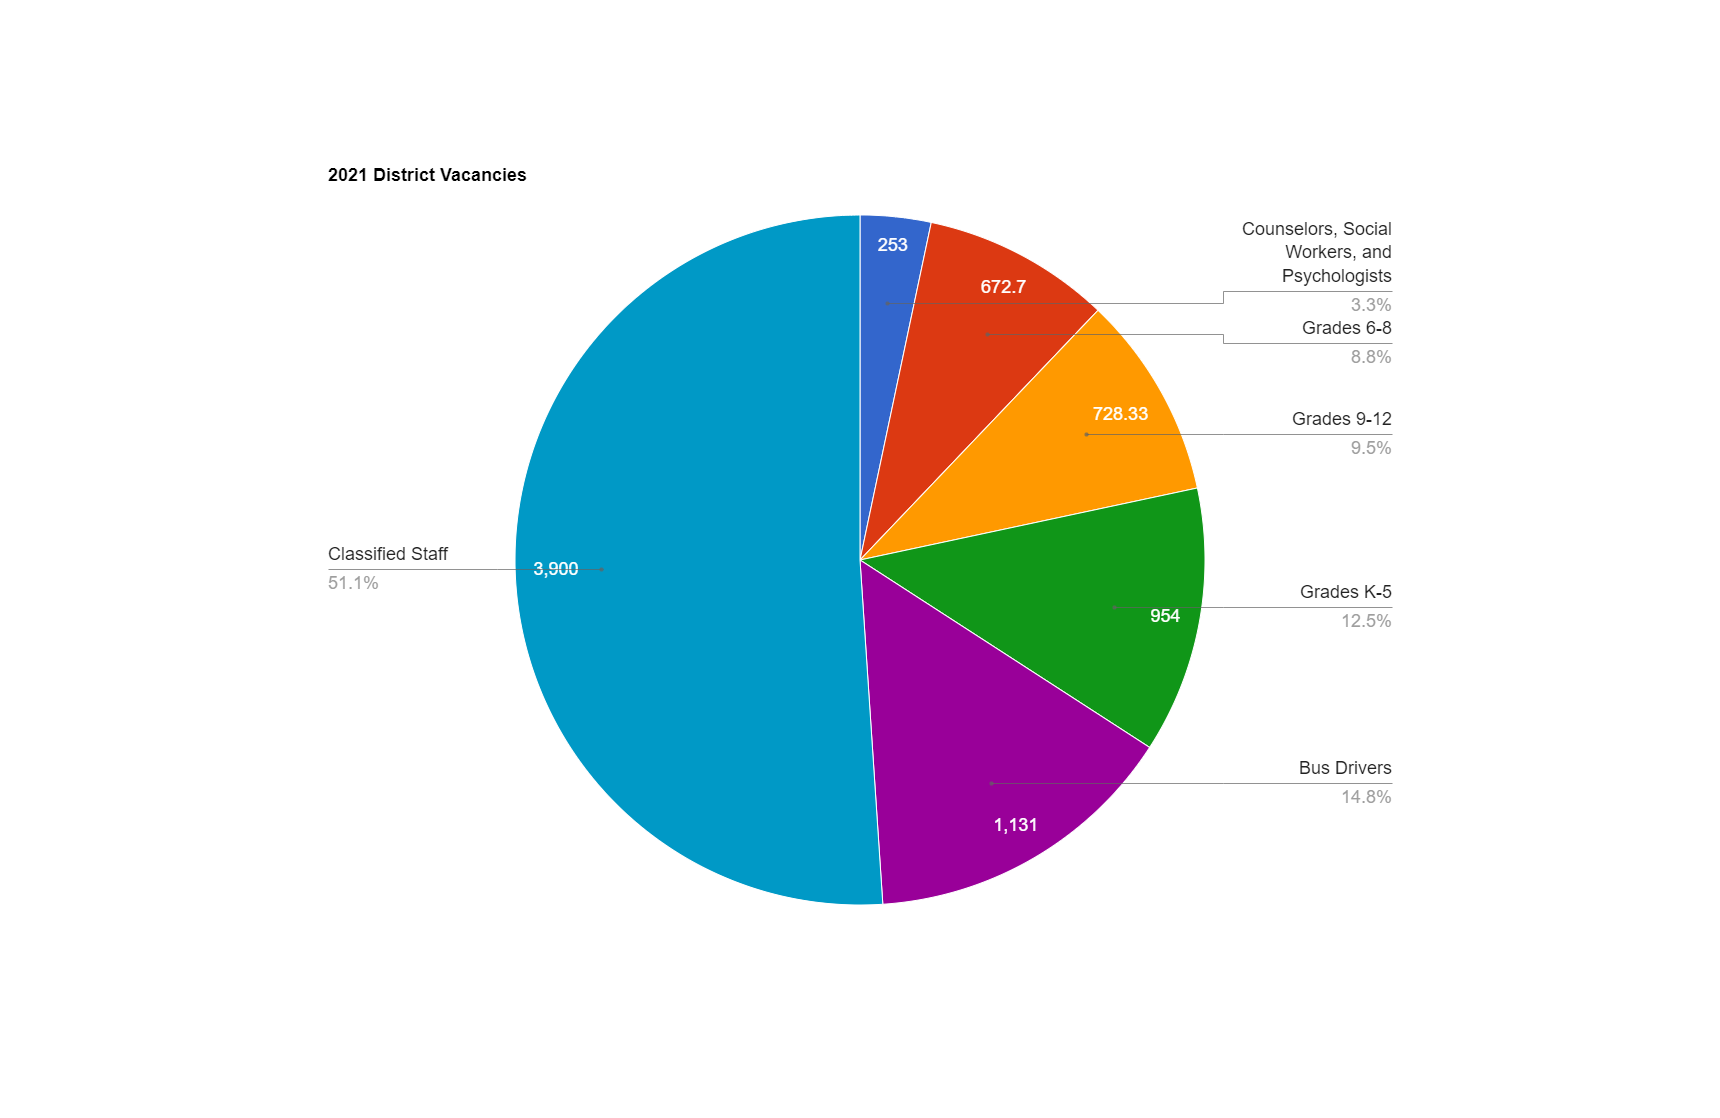 2021 District Vacancies
253
672.7
728.33
954
1,131
3,900
Counselors, Social
Workers, and
Psychologists
3.3%
Grades 6-8
8.8%
Grades 9-12
9.5%
Grades K-5
12.5%
Bus Drivers
14.8%
Classified Staff
51.1%